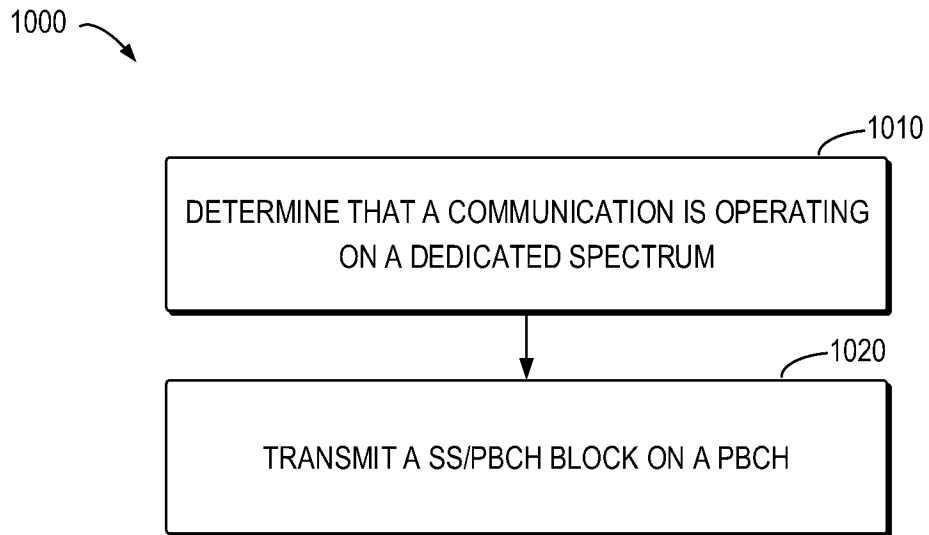 1000
1010
DETERMINE THAT A COMMUNICATION IS OPERATING
ON A DEDICATED SPECTRUM
1020
TRANSMIT A SS/PBCH BLOCK ON A PBCH